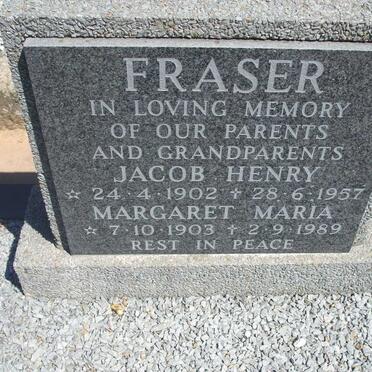 FRASER
IN LOVING MEMORY
OF OUR PARENTS
AND GRANDPARENTS
JACOB HENRY
☆ 24·4·1902 † 28·6·1957
MARGARET MARIA
☆ 7·10·1903 † 2·9·1989
REST IN PEACE